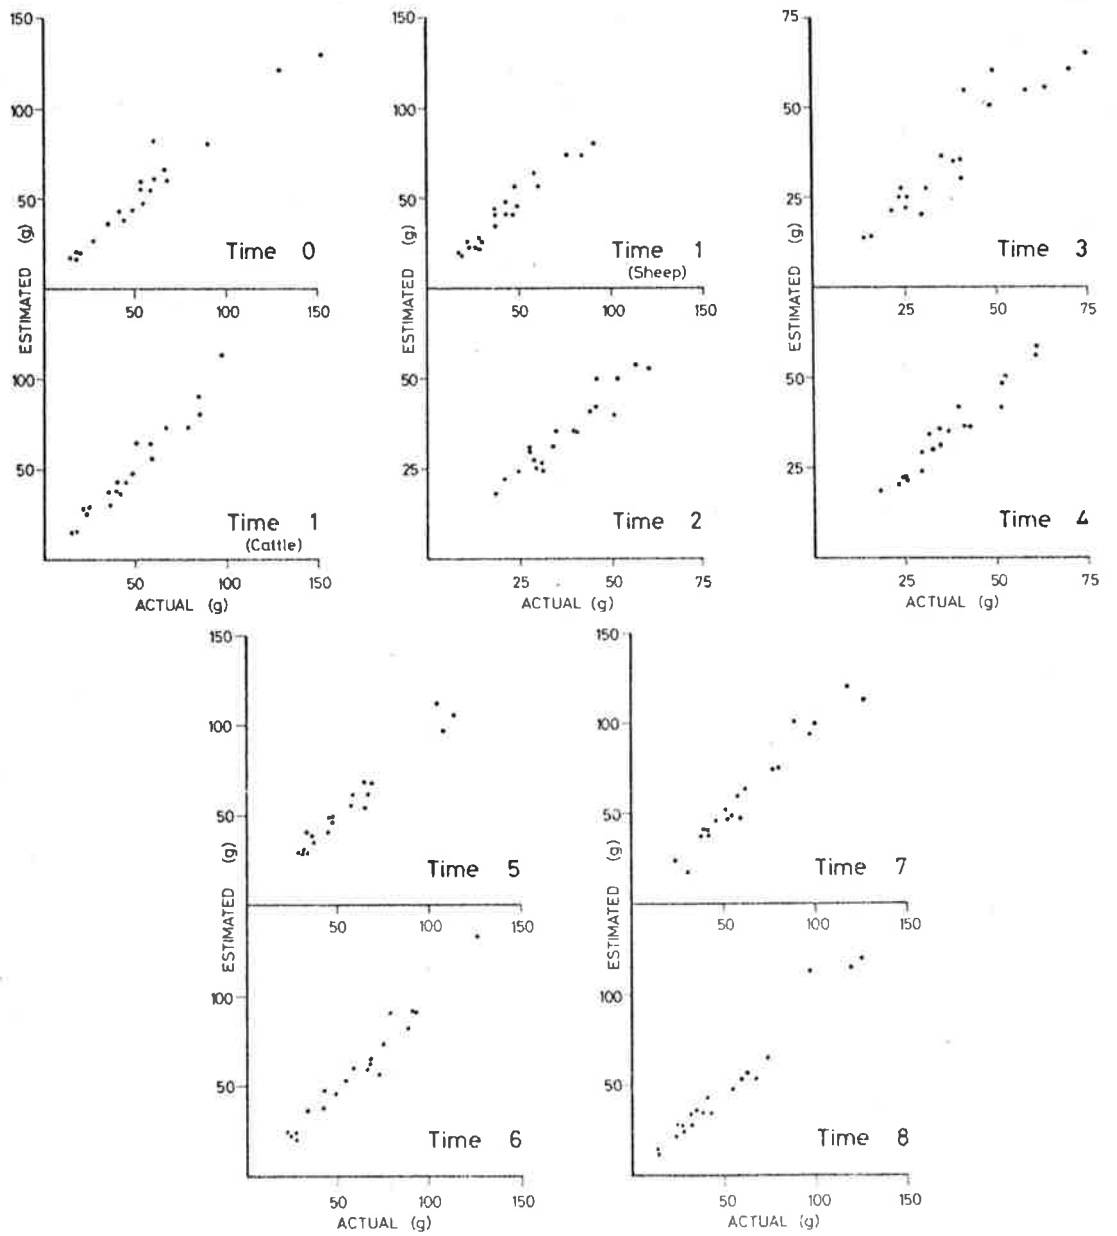 150
100
50
ESTIMATED (g)
Time 0
50 100 150
100
50
Time 1
(Cattle)
50 100 150
ACTUAL (g)
150
100
50
ESTIMATED (g)
Time 1
(Sheep)
50 100 150
50
25
Time 2
25 50 75
ACTUAL (g)
75
50
25
ESTIMATED (g)
Time 3
25 50 75
50
25
Time 4
25 50 75
ACTUAL (g)
150
100
50
ESTIMATED (g)
Time 5
50 100 150
100
50
Time 6
50 100 150
ACTUAL (g)
150
100
50
ESTIMATED (g)
Time 7
50 100 150
100
50
Time 8
50 100 150
ACTUAL (g)